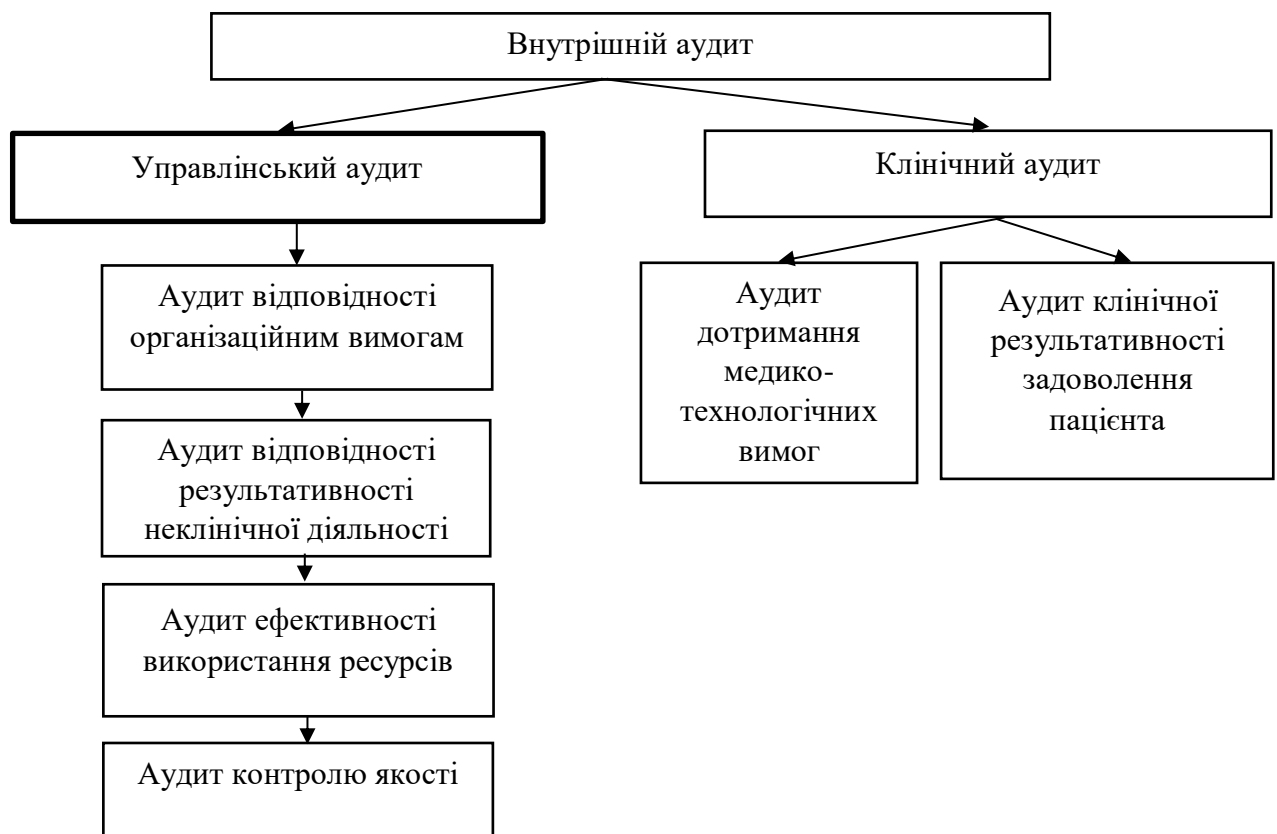 Внутрішній аудит
Управлінський аудит
Клінічний аудит
Аудит відповідності
організаційним вимогам
Аудит відповідності
результативності
неклінічної діяльності
Аудит ефективності
використання ресурсів
Аудит контролю якості
Аудит
дотримання
медико-
технологічних
вимог
Аудит клінічної
результативності
задоволення
пацієнта